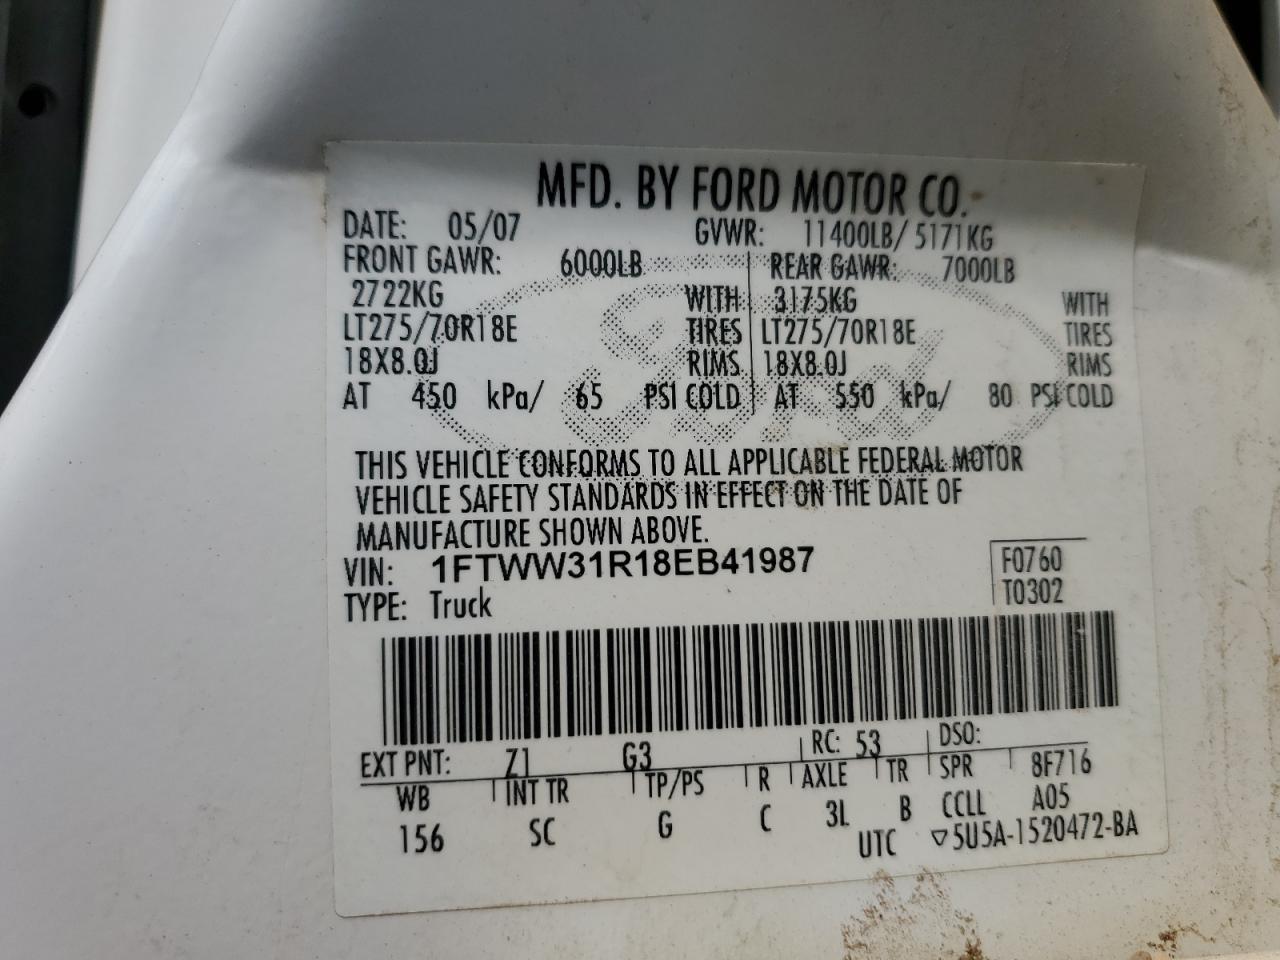 MFD. BY FORD MOTOR CO.
DATE: 05/07 GVWR: 11400LB/ 5171KG
FRONT GAWR: 6000LB REAR GAWR: 7000LB
2722KG WITH 3175KG WITH
LT275/70R18E TIRES LT275/70R18E TIRES
18X8.0J RIMS 18X8.0J RIMS
AT 450 kPa/ 65 PSI COLD AT 550 kPa/ 80 PSI COLD
Ford
THIS VEHICLE CONFORMS TO ALL APPLICABLE FEDERAL MOTOR
VEHICLE SAFETY STANDARDS IN EFFECT ON THE DATE OF
MANUFACTURE SHOWN ABOVE.
VIN: 1FTWW31R18EB41987 F0760
TYPE: Truck T0302
EXT PNT: Z1 G3 RC: 53 DSO:
WB INT TR TP/PS R AXLE TR SPR 8F716
156 SC G C 3L B CCLL A05
UTC ▽5U5A-1520472-BA